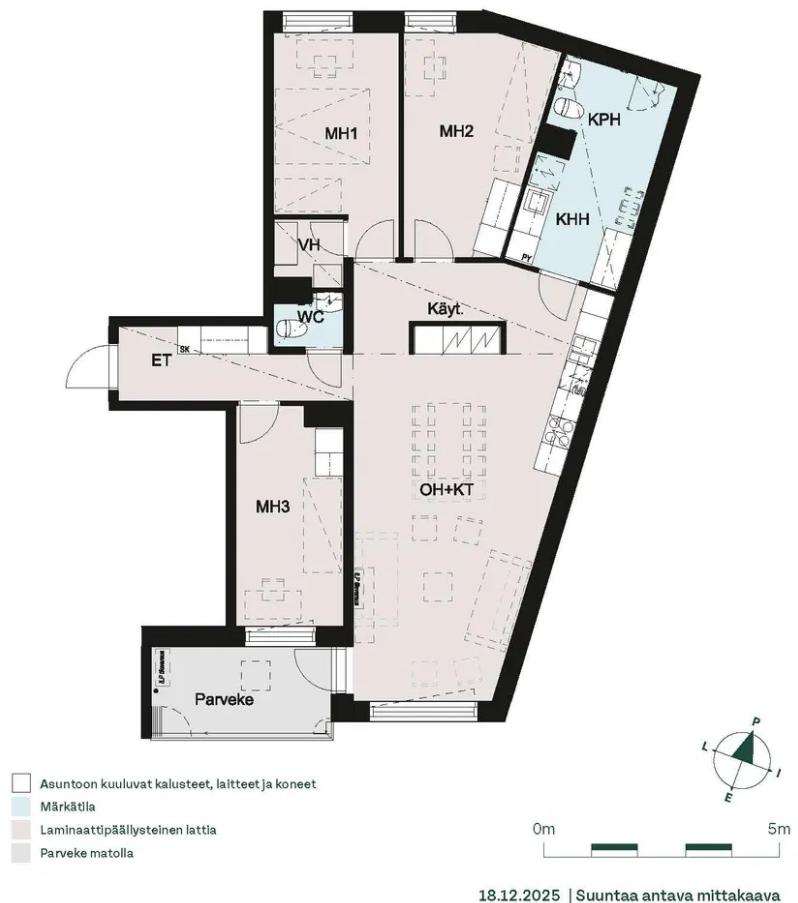 MH1
MH2
KPH
KHH
VH
PY
WC
Käyt.
ET
SK
OH+KT
MH3
Parveke
P
L
I
E
Asuntoon kuuluvat kalusteet, laitteet ja koneet
Märkätila
Laminaattipäällysteinen lattia
Parveke matolla
0m 5m
18.12.2025 | Suuntaa antava mittakaava